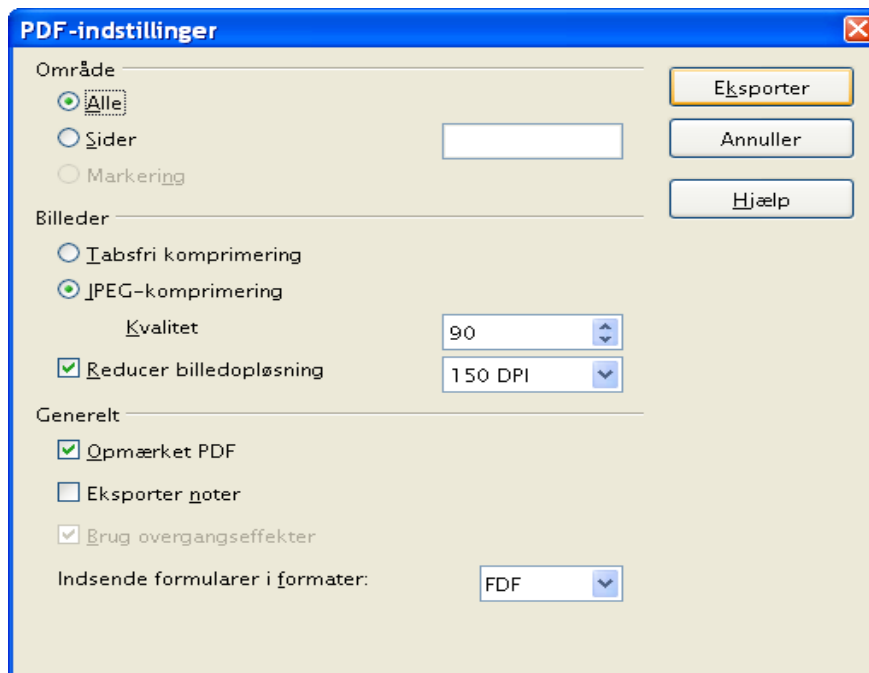 PDF-indstillinger
Område
Alle
Eksporter
Sider
Annuller
Markering
Hjælp
Billeder
Tabsfri komprimering
JPEG-komprimering
Kvalitet 90
Reducer billedopløsning 150 DPI
Generelt
Opmærket PDF
Eksporter noter
Brug overgangseffekter
Indsende formularer i formater: FDF